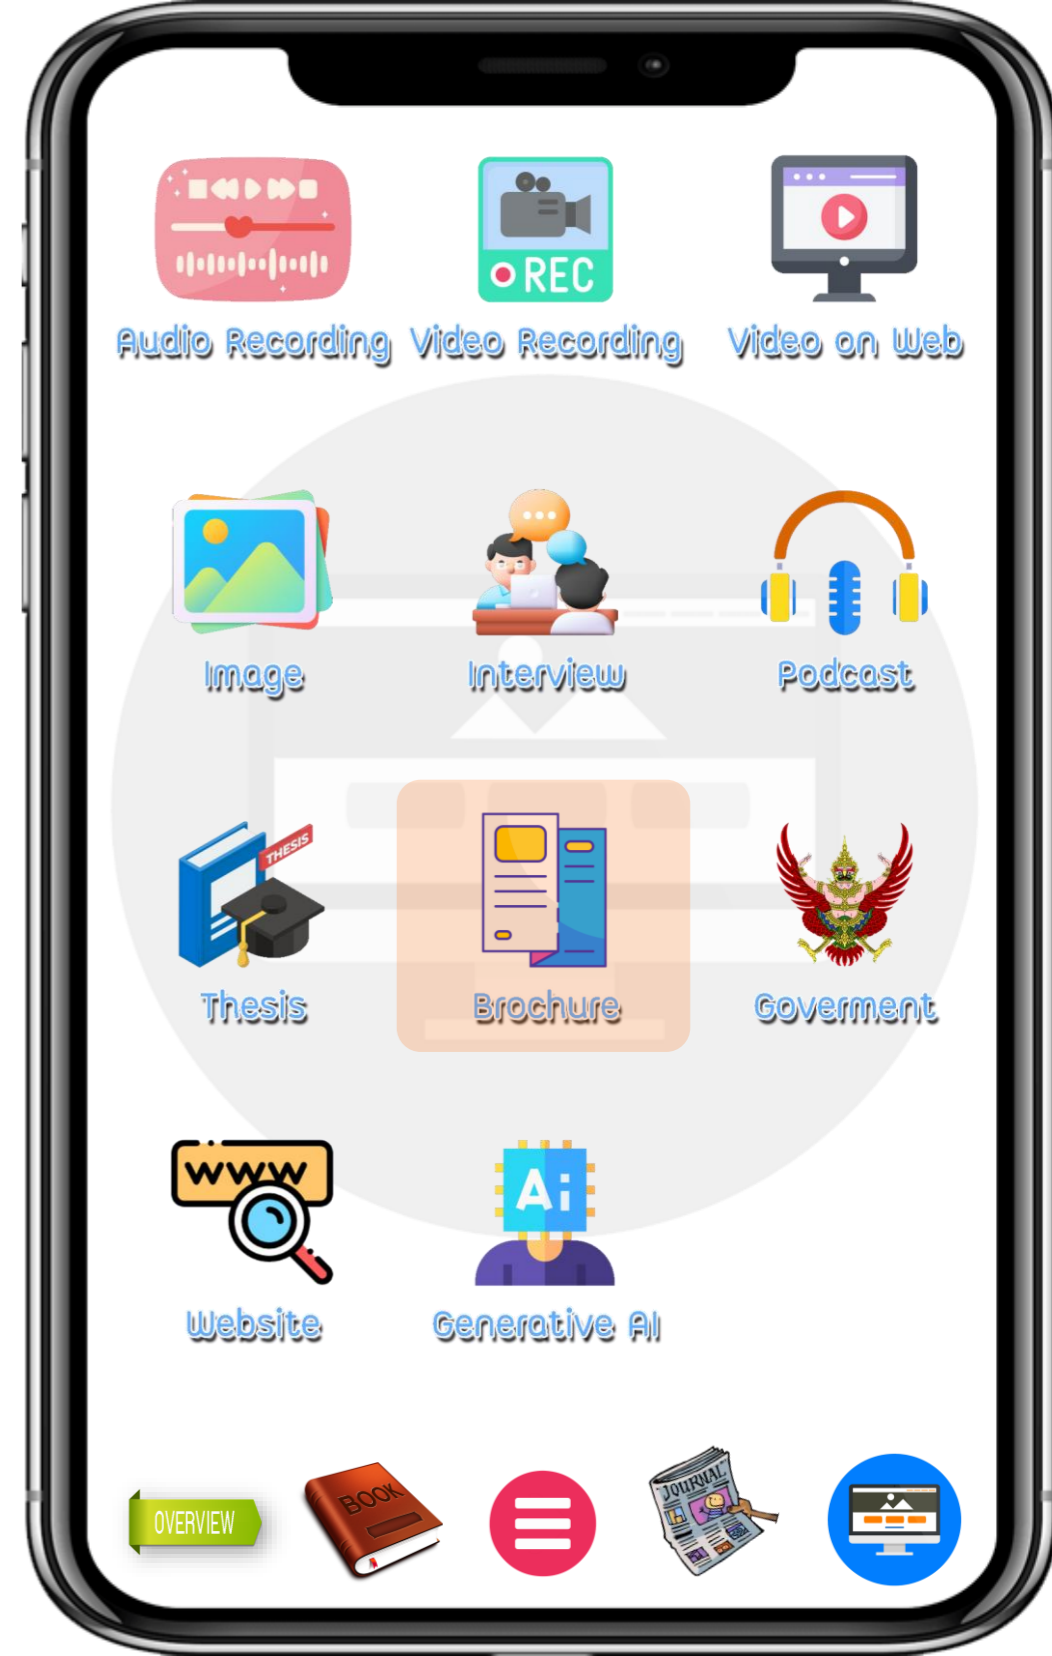 REC
Audio Recording Video Recording Video on Web
Image Interview Podcast
THESIS
Thesis Brochure Goverment
WWW
Ai
Website Generative AI
OVERVIEW
BOOK
JOURNAL